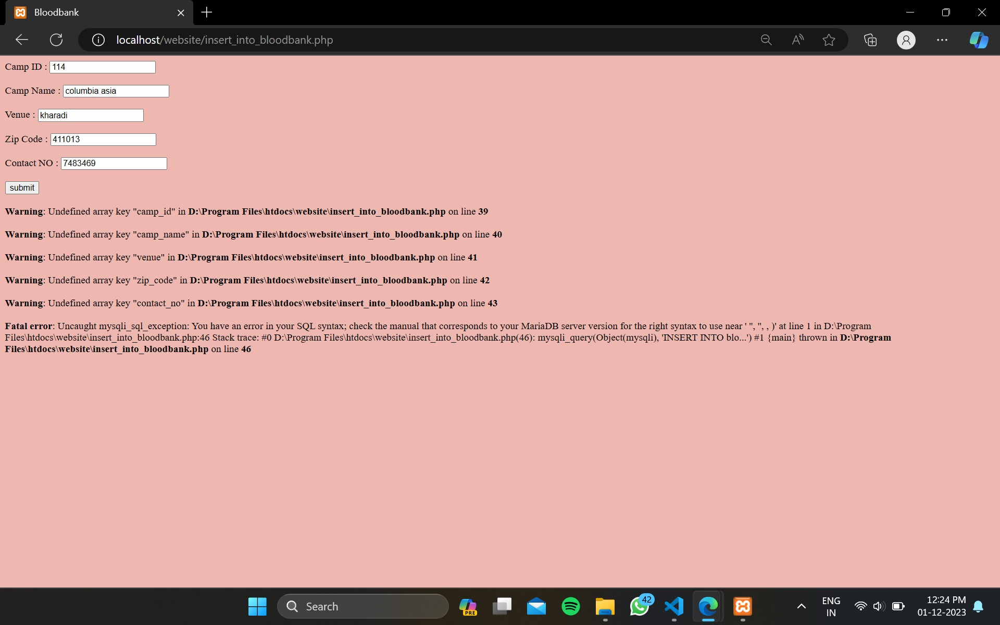 Bloodbank
localhost/website/insert_into_bloodbank.php
Camp ID : 114
Camp Name : columbia asia
Venue : kharadi
Zip Code : 411013
Contact NO : 7483469
submit
Warning: Undefined array key "camp_id" in D:\Program Files\htdocs\website\insert_into_bloodbank.php on line 39
Warning: Undefined array key "camp_name" in D:\Program Files\htdocs\website\insert_into_bloodbank.php on line 40
Warning: Undefined array key "venue" in D:\Program Files\htdocs\website\insert_into_bloodbank.php on line 41
Warning: Undefined array key "zip_code" in D:\Program Files\htdocs\website\insert_into_bloodbank.php on line 42
Warning: Undefined array key "contact_no" in D:\Program Files\htdocs\website\insert_into_bloodbank.php on line 43
Fatal error: Uncaught mysqli_sql_exception: You have an error in your SQL syntax; check the manual that corresponds to your MariaDB server version for the right syntax to use near ' '', '', , )' at line 1 in D:\Program
Files\htdocs\website\insert_into_bloodbank.php:46 Stack trace: #0 D:\Program Files\htdocs\website\insert_into_bloodbank.php(46): mysqli_query(Object(mysqli), 'INSERT INTO blo...') #1 {main} thrown in D:\Program
Files\htdocs\website\insert_into_bloodbank.php on line 46
Search
PRE
42
ENG
IN
12:24 PM
01-12-2023